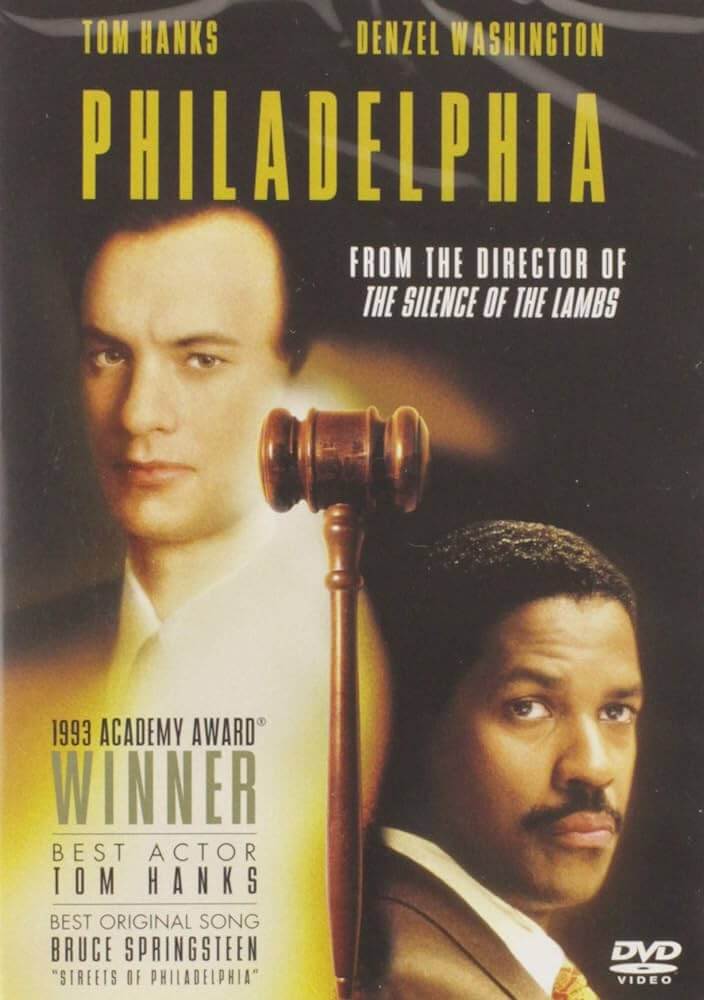 TOM HANKS DENZEL WASHINGTON
PHILADELPHIA
FROM THE DIRECTOR OF
THE SILENCE OF THE LAMBS
1993 ACADEMY AWARD®
WINNER
BEST ACTOR
TOM HANKS
BEST ORIGINAL SONG
BRUCE SPRINGSTEEN
"STREETS OF PHILADELPHIA"
DVD
VIDEO